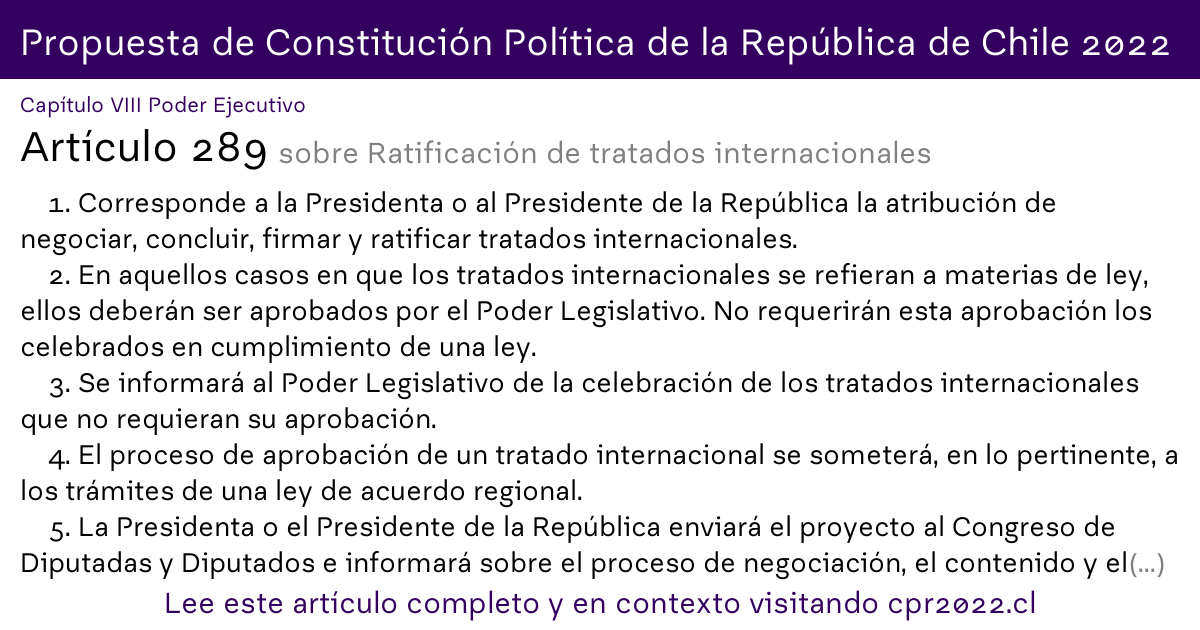 Propuesta de Constitución Política de la República de Chile 2022
Capítulo VIII Poder Ejecutivo
Artículo 289 sobre Ratificación de tratados internacionales
1. Corresponde a la Presidenta o al Presidente de la República la atribución de
negociar, concluir, firmar y ratificar tratados internacionales.
2. En aquellos casos en que los tratados internacionales se refieran a materias de ley,
ellos deberán ser aprobados por el Poder Legislativo. No requerirán esta aprobación los
celebrados en cumplimiento de una ley.
3. Se informará al Poder Legislativo de la celebración de los tratados internacionales
que no requieran su aprobación.
4. El proceso de aprobación de un tratado internacional se someterá, en lo pertinente, a
los trámites de una ley de acuerdo regional.
5. La Presidenta o el Presidente de la República enviará el proyecto al Congreso de
Diputadas y Diputados e informará sobre el proceso de negociación, el contenido y el(...)
Lee este artículo completo y en contexto visitando cpr2022.cl